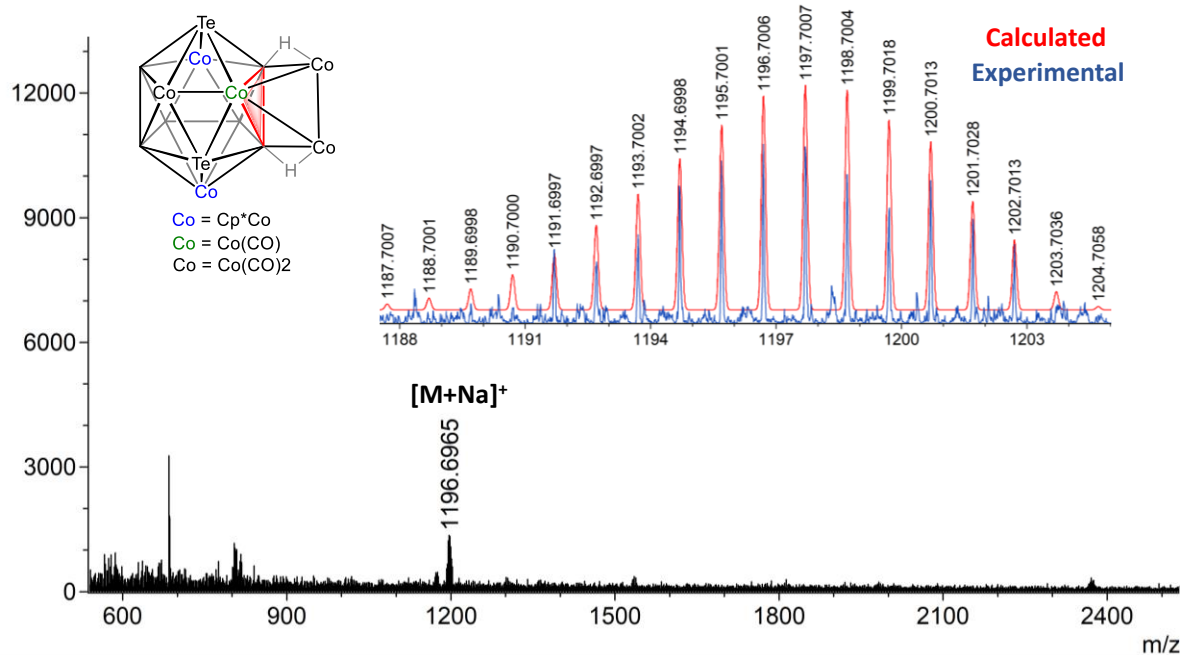 Te
H
Co
Co
Co
Co
Te
Co
H
Co
Co = Cp*Co
Co = Co(CO)
Co = Co(CO)2
Calculated
Experimental
1187.7007
1188.7001
1189.6998
1190.7000
1191.6997
1192.6997
1193.7002
1194.6998
1195.7001
1196.7006
1197.7007
1198.7004
1199.7018
1200.7013
1201.7028
1202.7013
1203.7036
1204.7058
1188 1191 1194 1197 1200 1203
[M+Na]+
1196.6965
12000
9000
6000
3000
0
600 900 1200 1500 1800 2100 2400
m/z